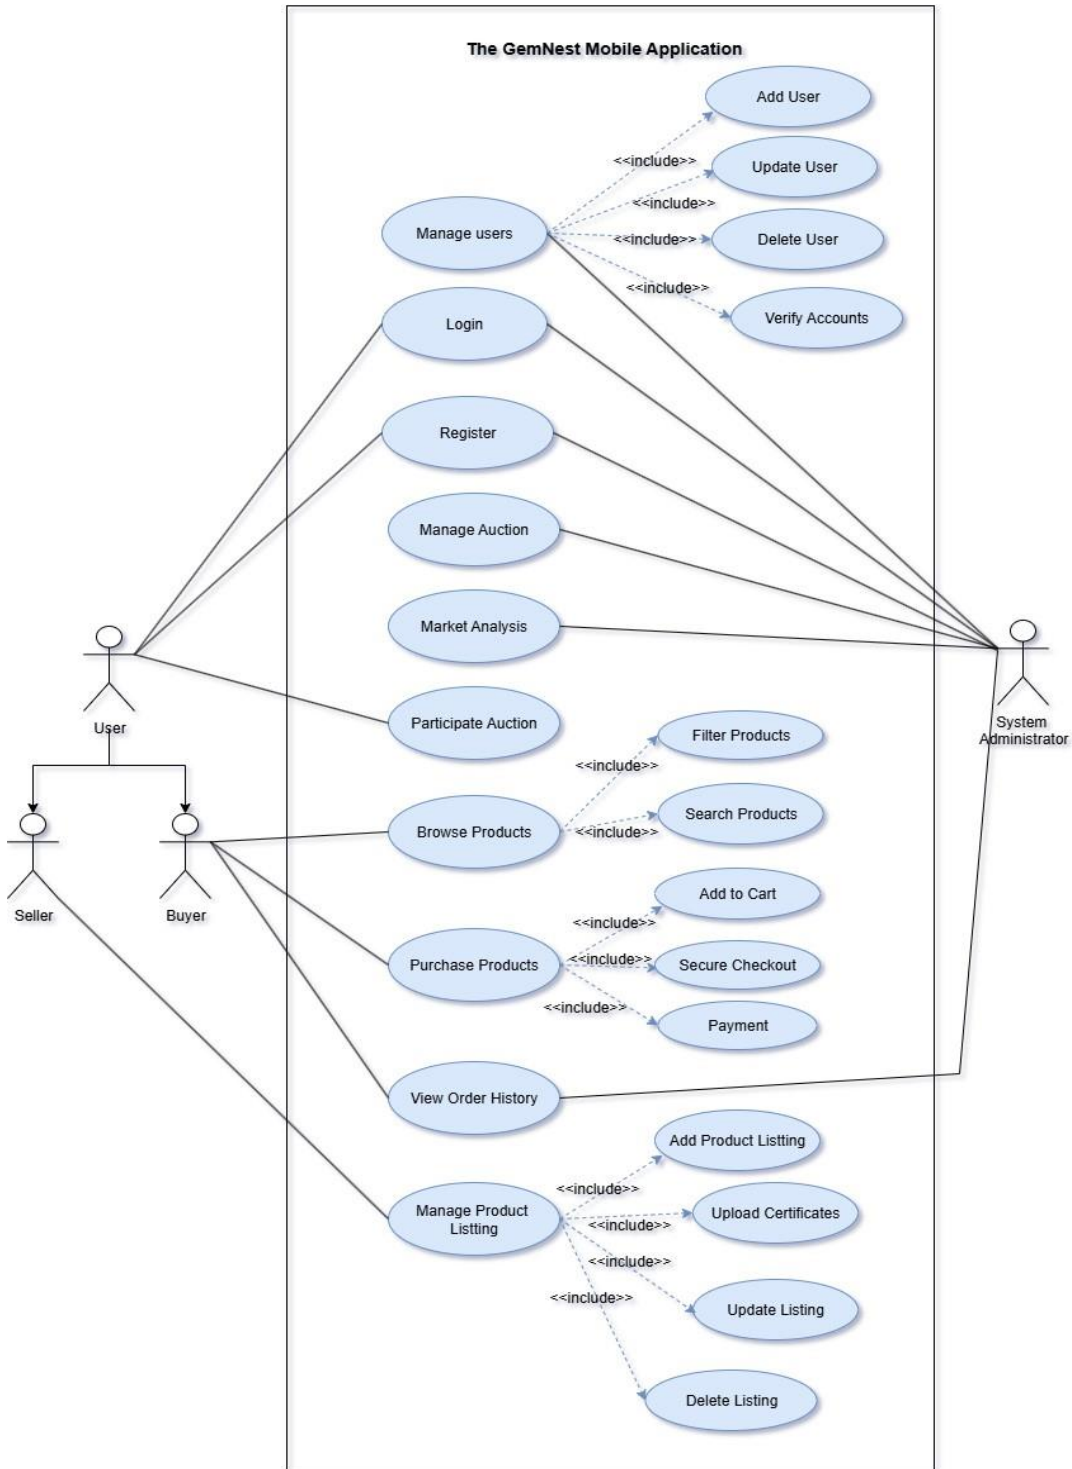 The GemNest Mobile Application
Add User
<<include>>
Update User
<<include>>
Manage users
<<include>>
Delete User
<<include>>
Verify Accounts
Login
Register
Manage Auction
Market Analysis
User
System
Administrator
Participate Auction
Filter Products
<<include>>
Search Products
<<include>>
Browse Products
Seller
Buyer
Add to Cart
<<include>>
Purchase Products
<<include>>
Secure Checkout
<<include>>
Payment
View Order History
Add Product Listting
<<include>>
Manage Product
Listting
Upload Certificates
<<include>>
<<include>>
Update Listing
<<include>>
Delete Listing